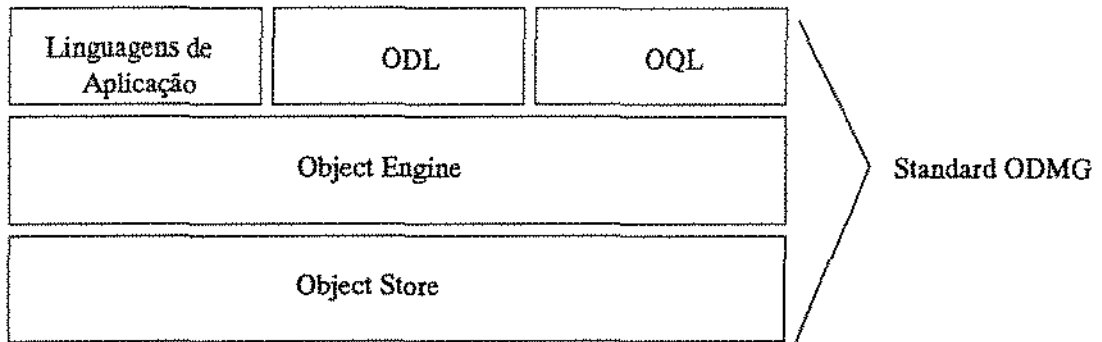 Linguagens de
Aplicação
ODL
OQL
Object Engine
Standard ODMG
Object Store